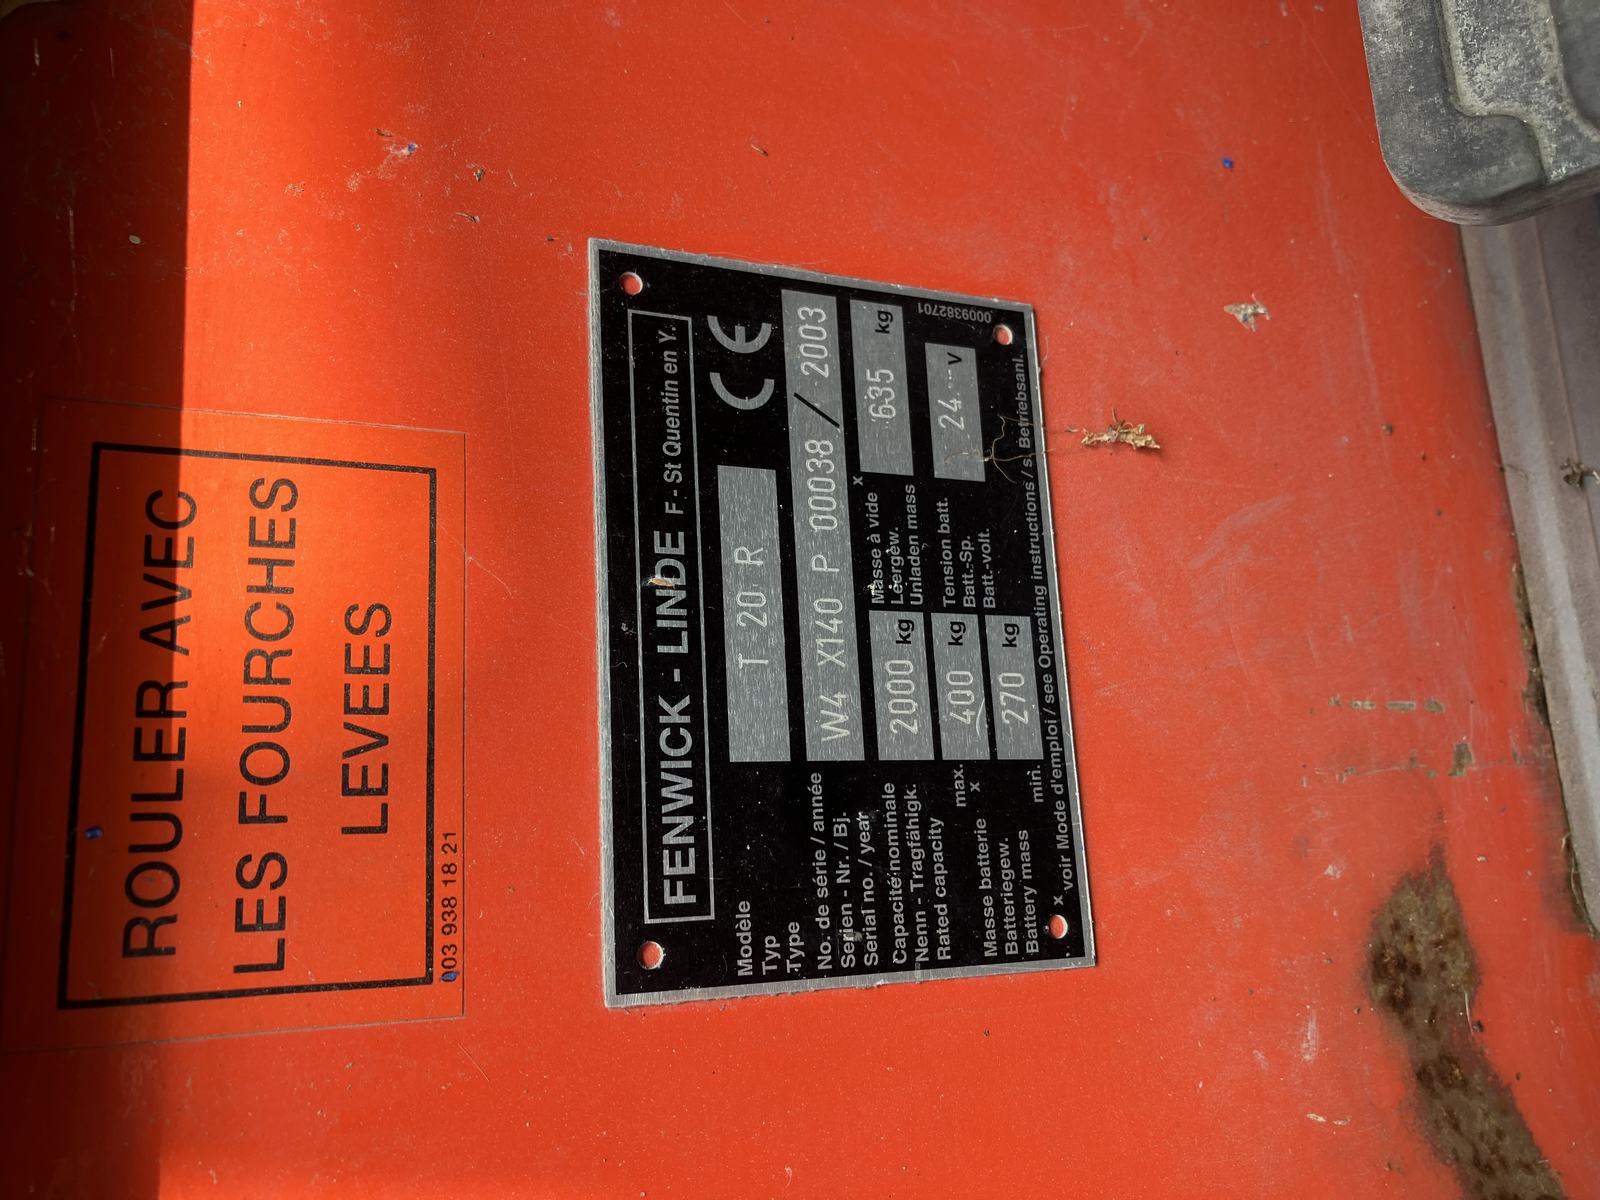 ROULER AVEC
LES FOURCHES
LEVEES
003 938 18 21
FENWICK - LINDE F - St Quentin en Y.
Modèle
Typ
Type
T 20 R
CE
No. de série / année
Serien - Nr. / Bj.
Serial no. / year
W4 X140 P 00038 / 2003
Capacité nominale
Nenn - Tragfähigk.
Rated capacity
2000 kg
Masse à vide x
Leergew.
Unladen mass
635 kg
Masse batterie
Batteriegew.
Battery mass
max. 400 kg
x
min. 270 kg
Tension batt.
Batt.-Sp.
Batt.-volt.
24 V
x voir Mode d'emploi / see Operating instructions / s. Betriebsanl.
0009382701